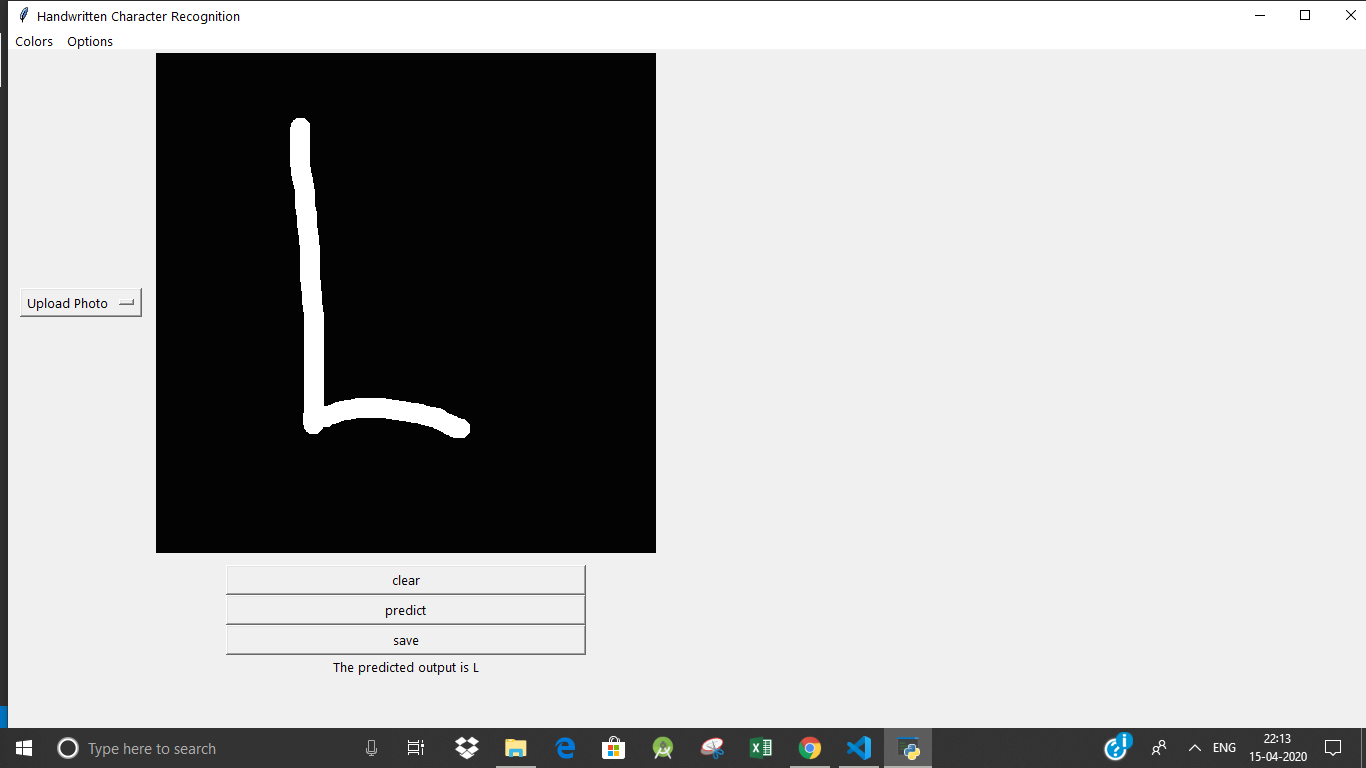 Handwritten Character Recognition
Colors Options
L
Upload Photo
clear
predict
save
The predicted output is L
Type here to search
ENG
22:13
15-04-2020